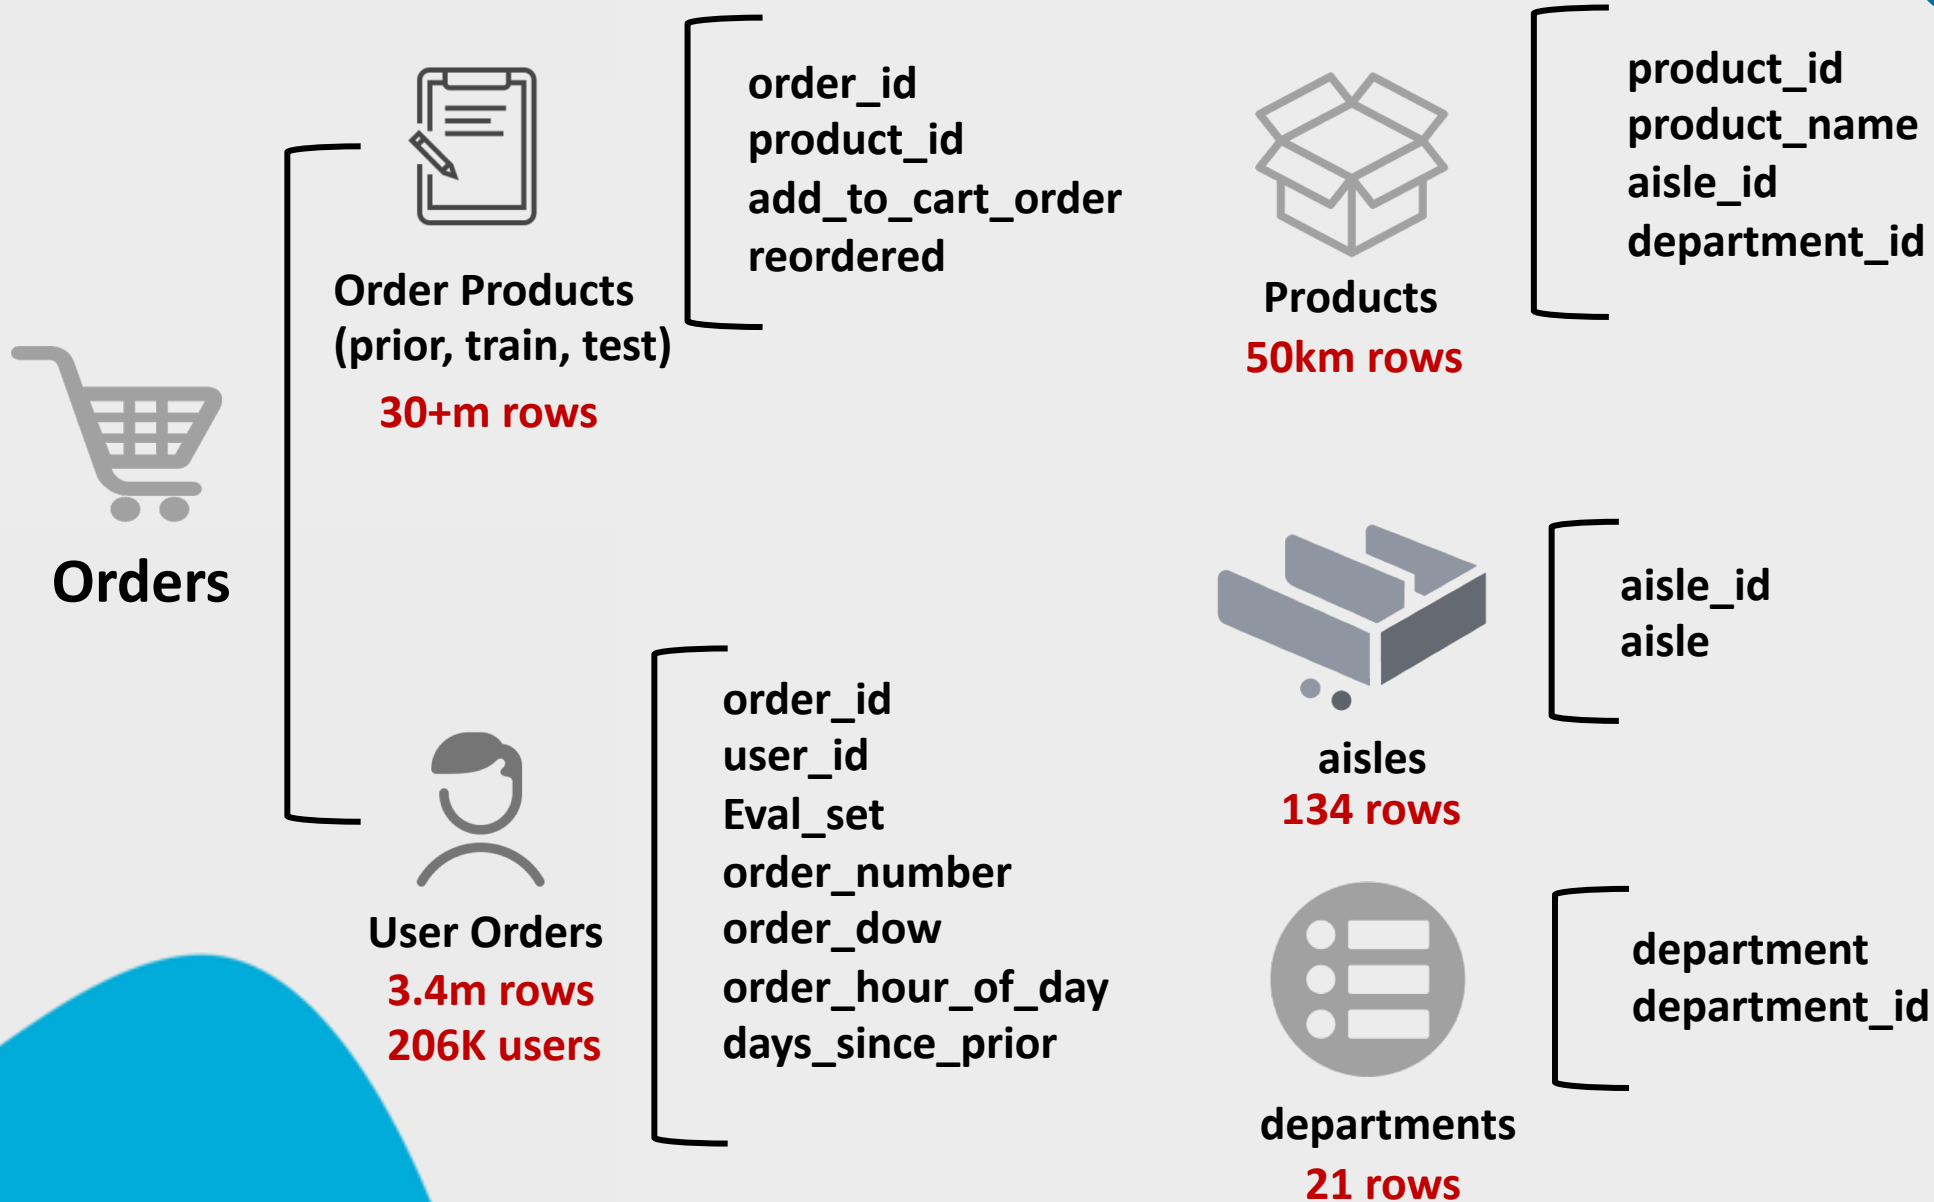 Orders
Order Products
(prior, train, test)
30+m rows
order_id
product_id
add_to_cart_order
reordered
User Orders
3.4m rows
206K users
order_id
user_id
Eval_set
order_number
order_dow
order_hour_of_day
days_since_prior
Products
50km rows
product_id
product_name
aisle_id
department_id
aisles
134 rows
aisle_id
aisle
departments
21 rows
department
department_id